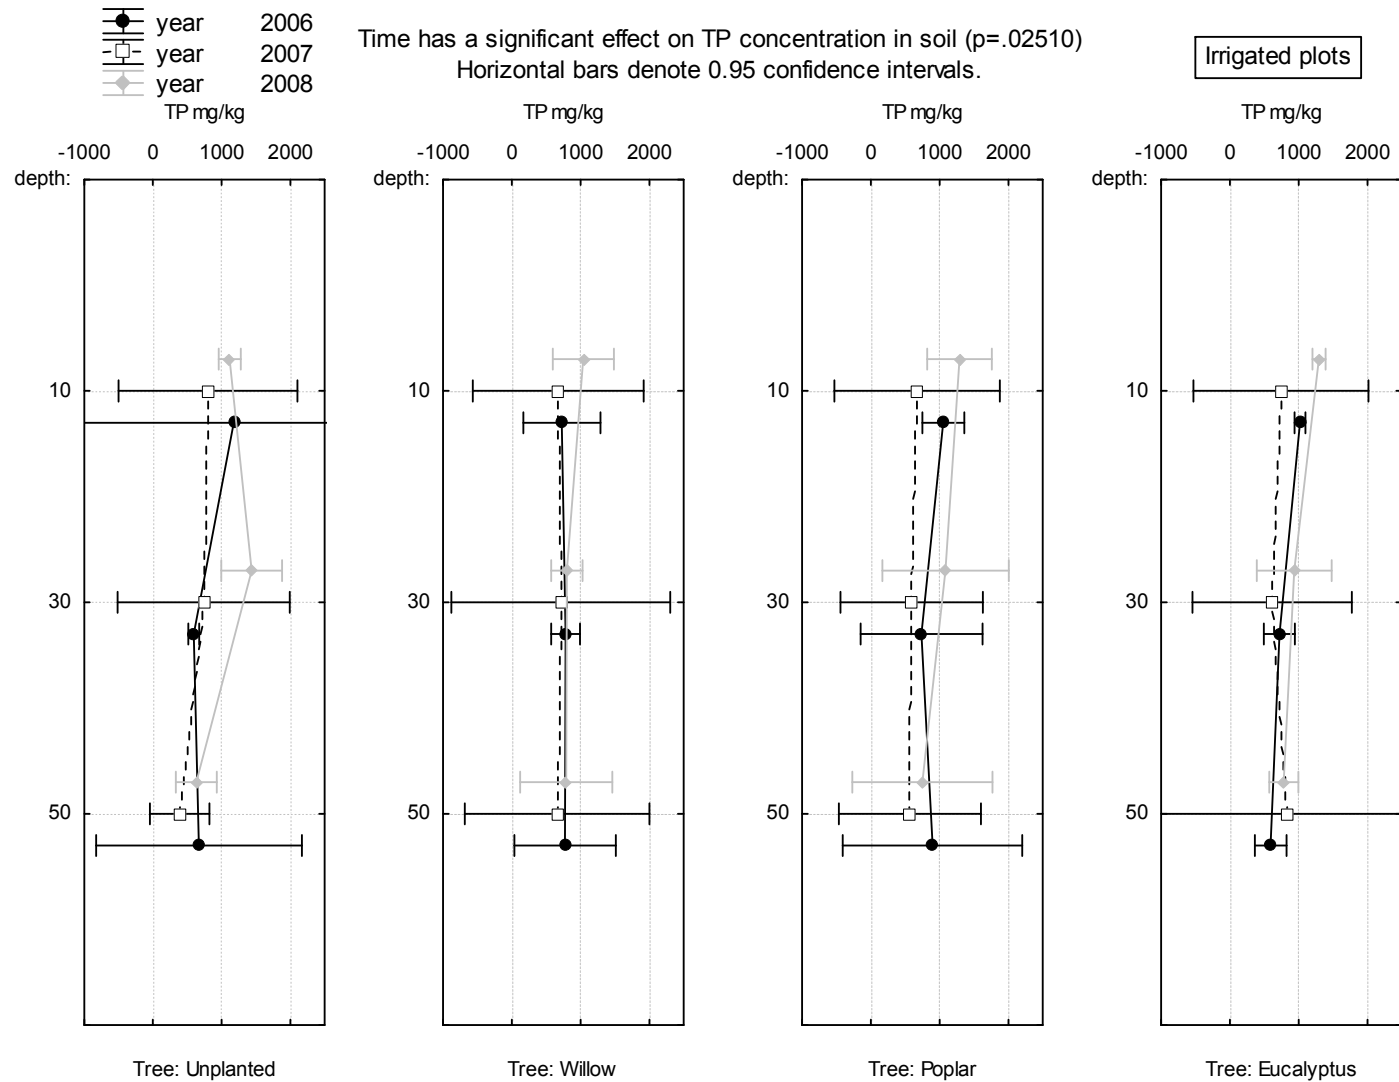 year 2006
year 2007
year 2008
Time has a significant effect on TP concentration in soil (p=.02510)
Horizontal bars denote 0.95 confidence intervals.
Irrigated plots
TP mg/kg TP mg/kg TP mg/kg TP mg/kg
-1000 0 1000 2000 -1000 0 1000 2000 -1000 0 1000 2000 -1000 0 1000 2000
depth: depth: depth: depth:
10 10 10 10
30 30 30 30
50 50 50 50
Tree: Unplanted Tree: Willow Tree: Poplar Tree: Eucalyptus